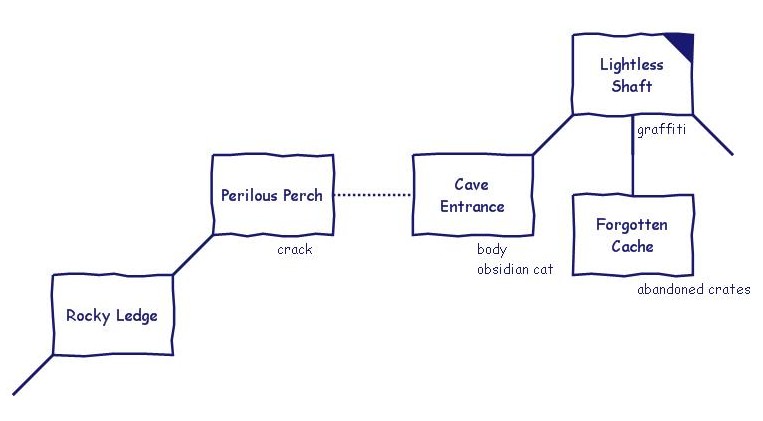 Lightless
Shaft
graffiti
Perilous Perch
crack
Cave
Entrance
body
obsidian cat
Forgotten
Cache
abandoned crates
Rocky Ledge